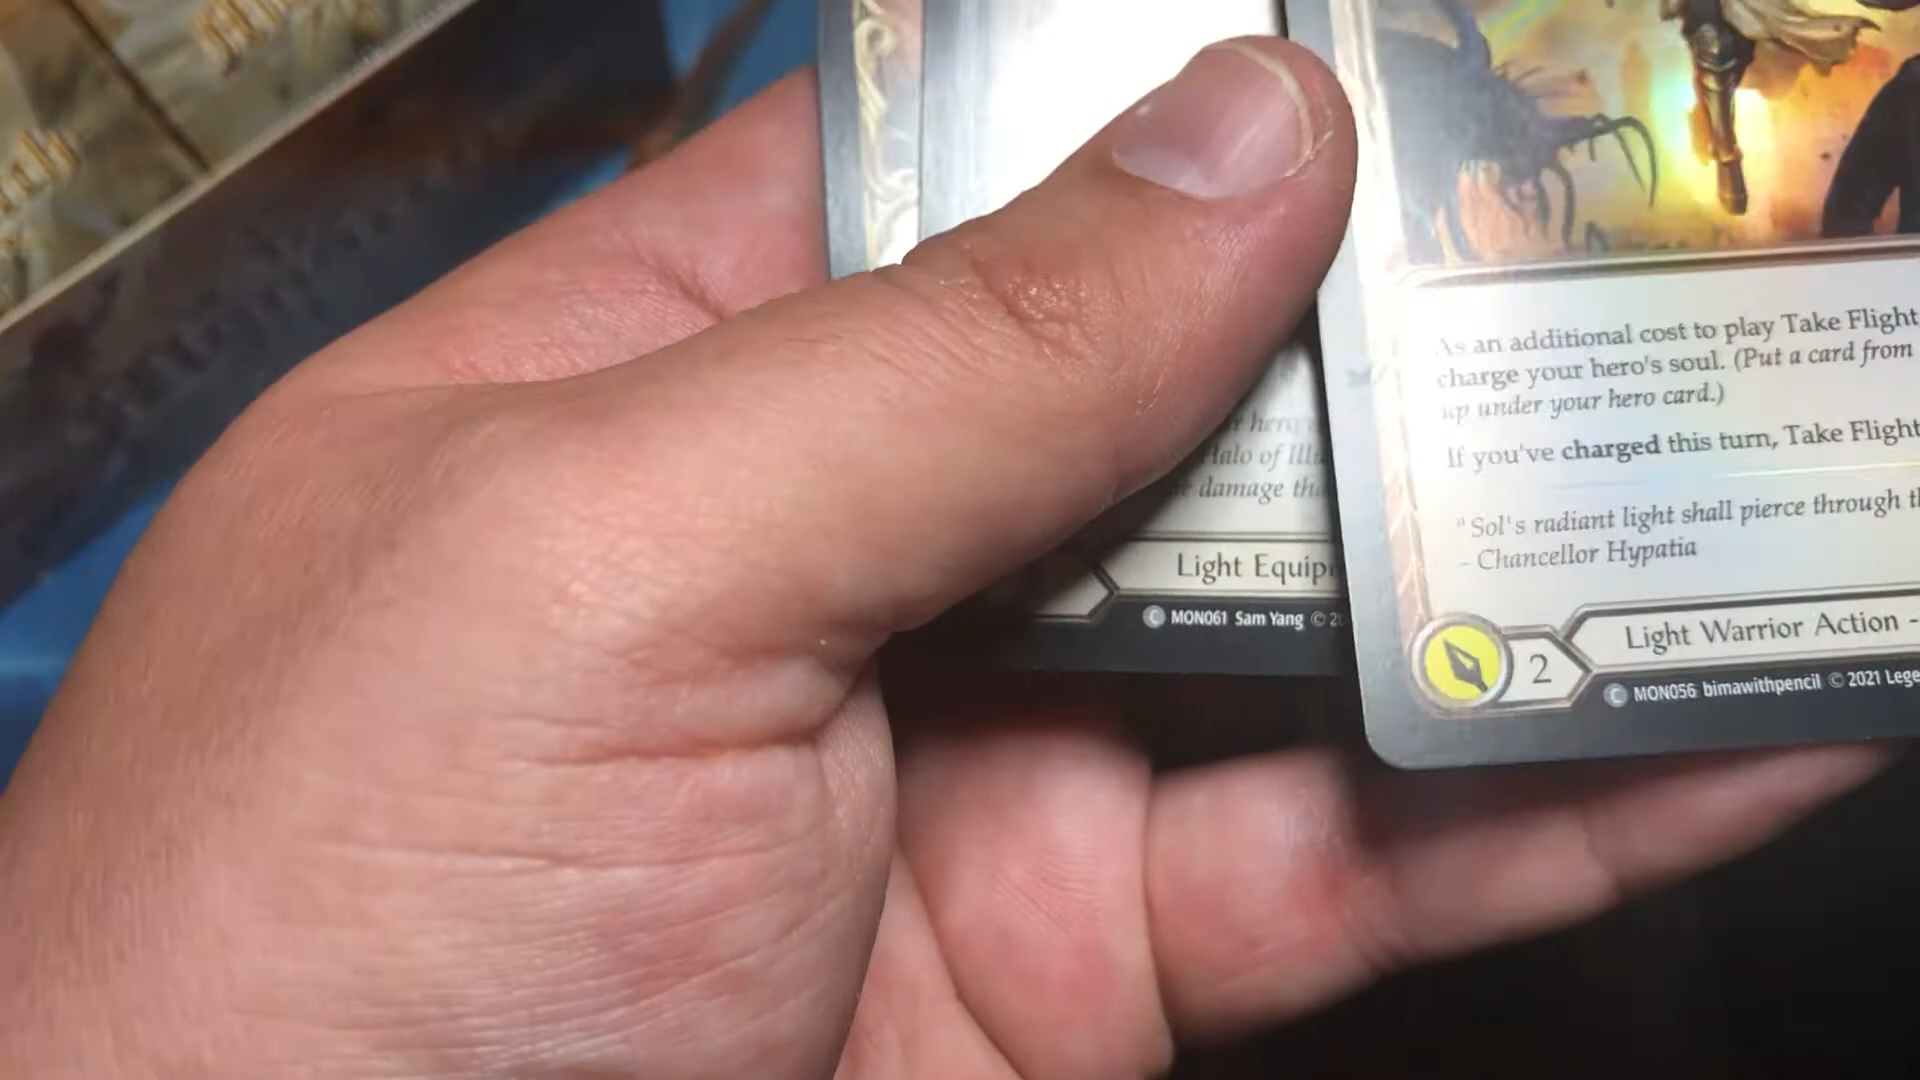 Halo of Ill
damage th
Light Equip
C MON061 Sam Yang © 2
As an additional cost to play Take Flight
charge your hero's soul. (Put a card from
up under your hero card.)
If you've charged this turn, Take Flight
"Sol's radiant light shall pierce through t
- Chancellor Hypatia
2
Light Warrior Action -
C MON056 bimawithpencil © 2021 Lege